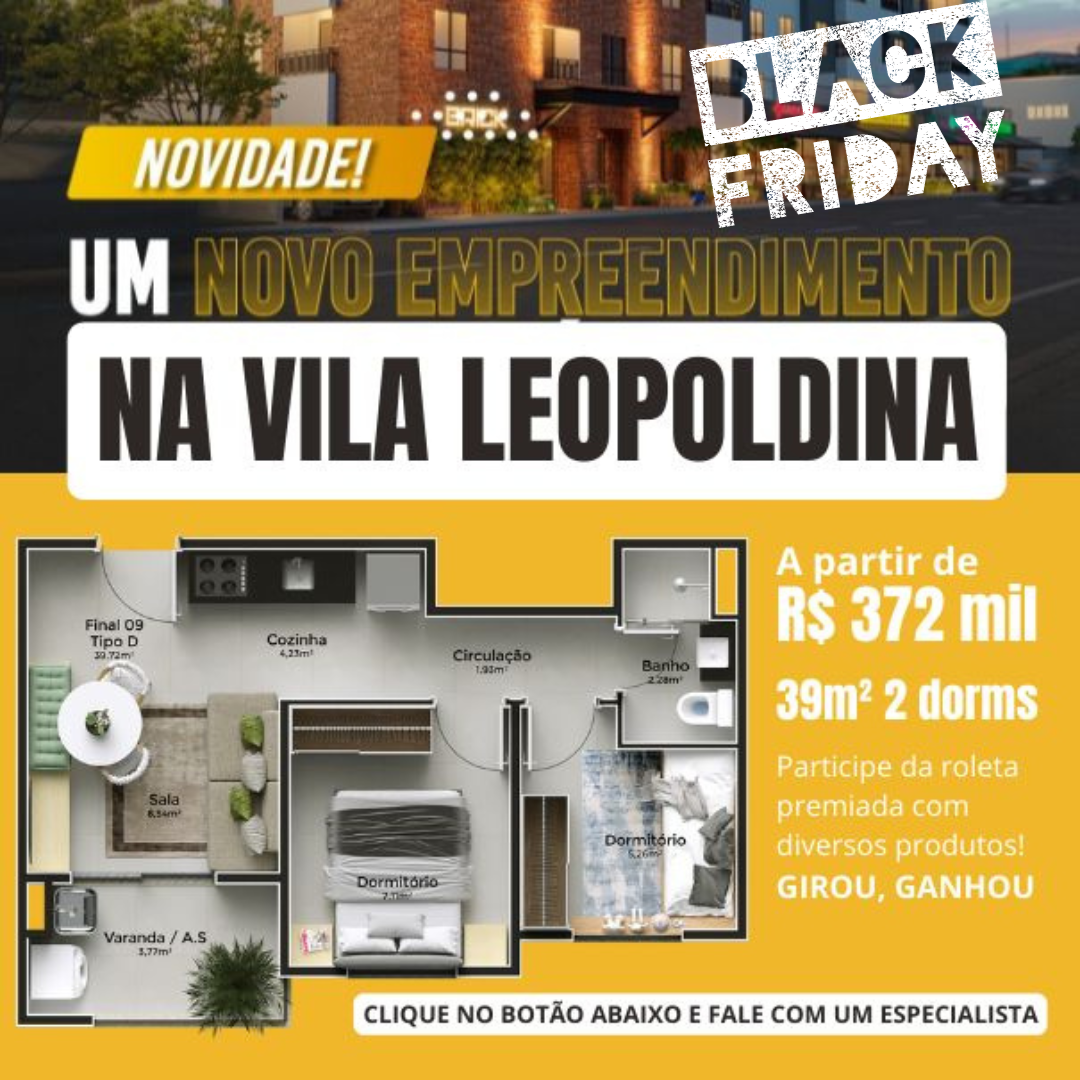 BLACK
FRIDAY
BRICK
NOVIDADE!
UM NOVO EMPREENDIMENTO
NA VILA LEOPOLDINA
A partir de
R$ 372 mil
39m² 2 dorms
Participe da roleta
premiada com
diversos produtos!
GIROU, GANHOU
Final 09
Tipo D
39.72m²
Cozinha
4,23m²
Circulação
1.93m²
Banho
2.28m²
Sala
8,54m²
Dormitório
Dormitório
5,26m²
Varanda / A.S
3,77m²
CLIQUE NO BOTÃO ABAIXO E FALE COM UM ESPECIALISTA